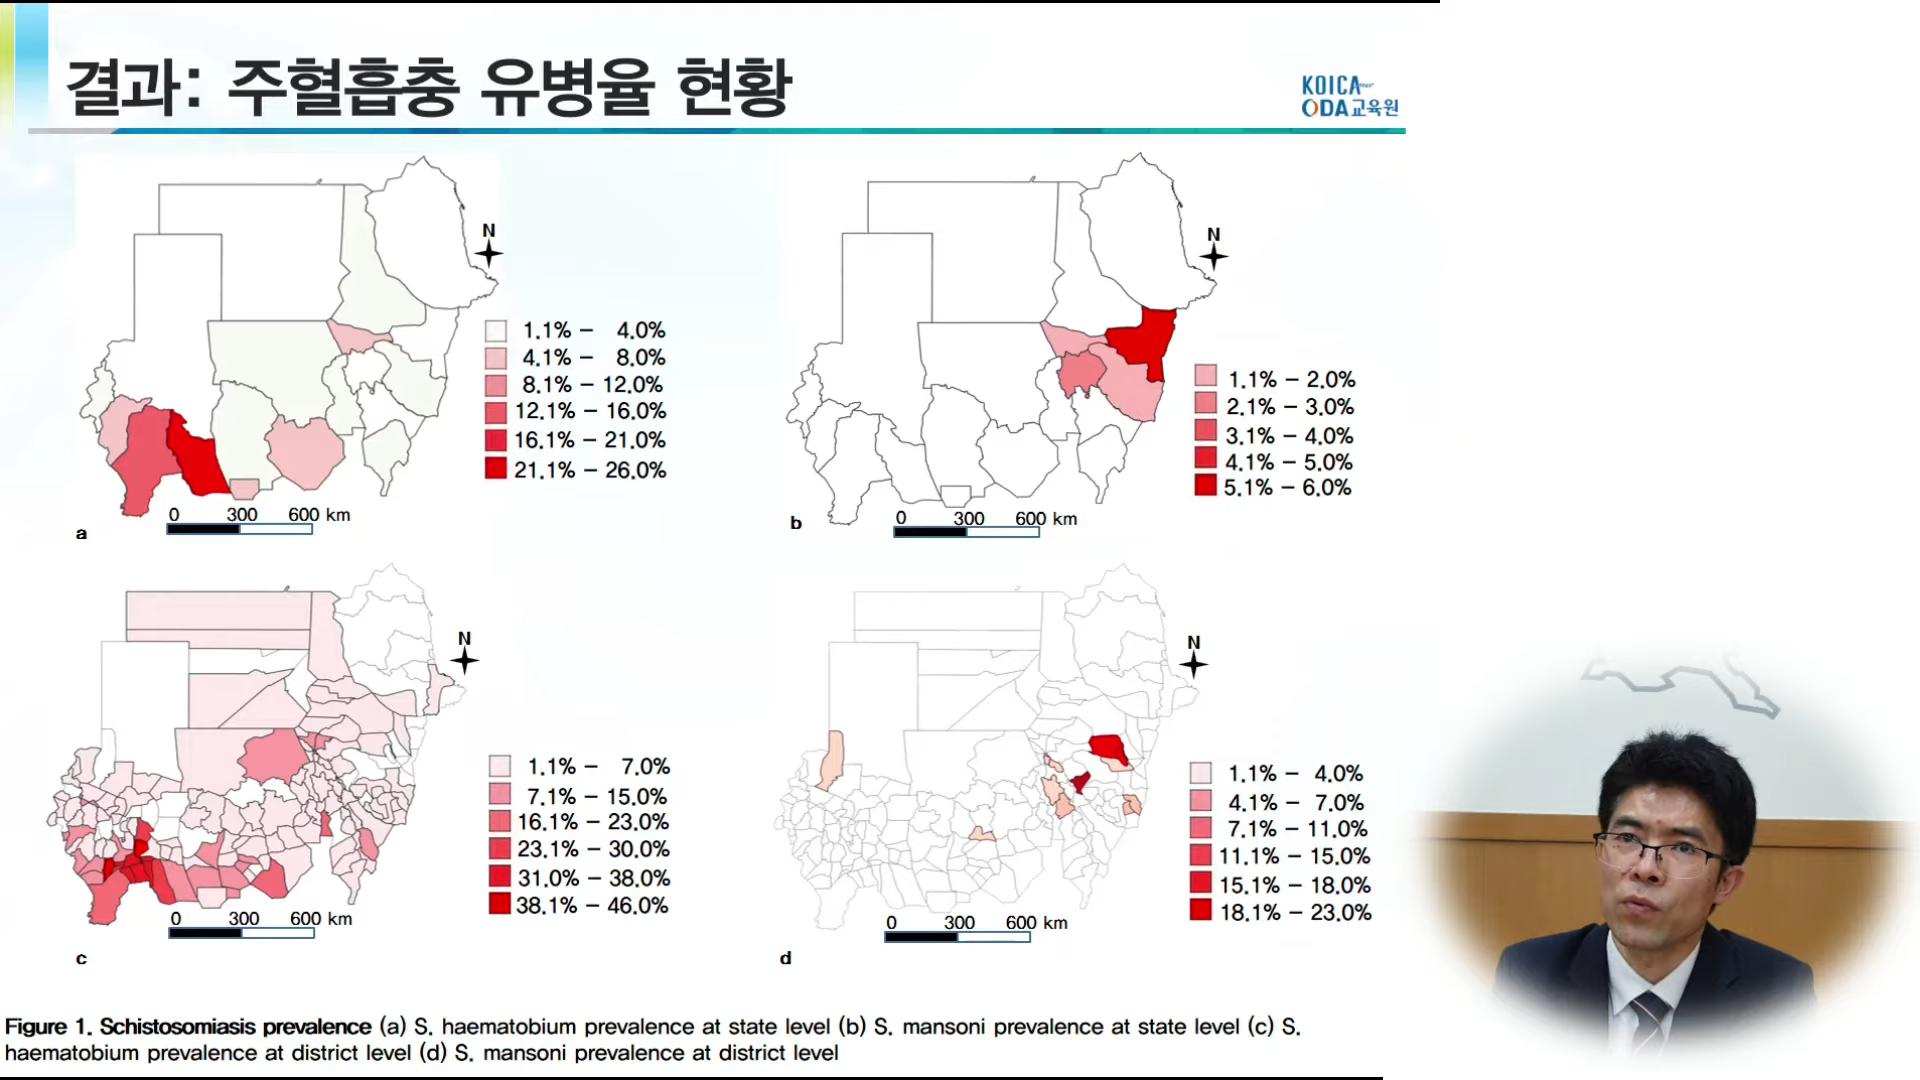 결과: 주혈흡충 유병율 현황
KOICA
ODA교육원
N
1.1% - 4.0%
4.1% - 8.0%
8.1% - 12.0%
12.1% - 16.0%
16.1% - 21.0%
21.1% - 26.0%
0 300 600 km
a
N
1.1% - 2.0%
2.1% - 3.0%
3.1% - 4.0%
4.1% - 5.0%
5.1% - 6.0%
0 300 600 km
b
N
1.1% - 7.0%
7.1% - 15.0%
16.1% - 23.0%
23.1% - 30.0%
31.0% - 38.0%
38.1% - 46.0%
0 300 600 km
c
N
1.1% - 4.0%
4.1% - 7.0%
7.1% - 11.0%
11.1% - 15.0%
15.1% - 18.0%
18.1% - 23.0%
0 300 600 km
d
Figure 1. Schistosomiasis prevalence (a) S. haematobium prevalence at state level (b) S. mansoni prevalence at state level (c) S.
haematobium prevalence at district level (d) S. mansoni prevalence at district level